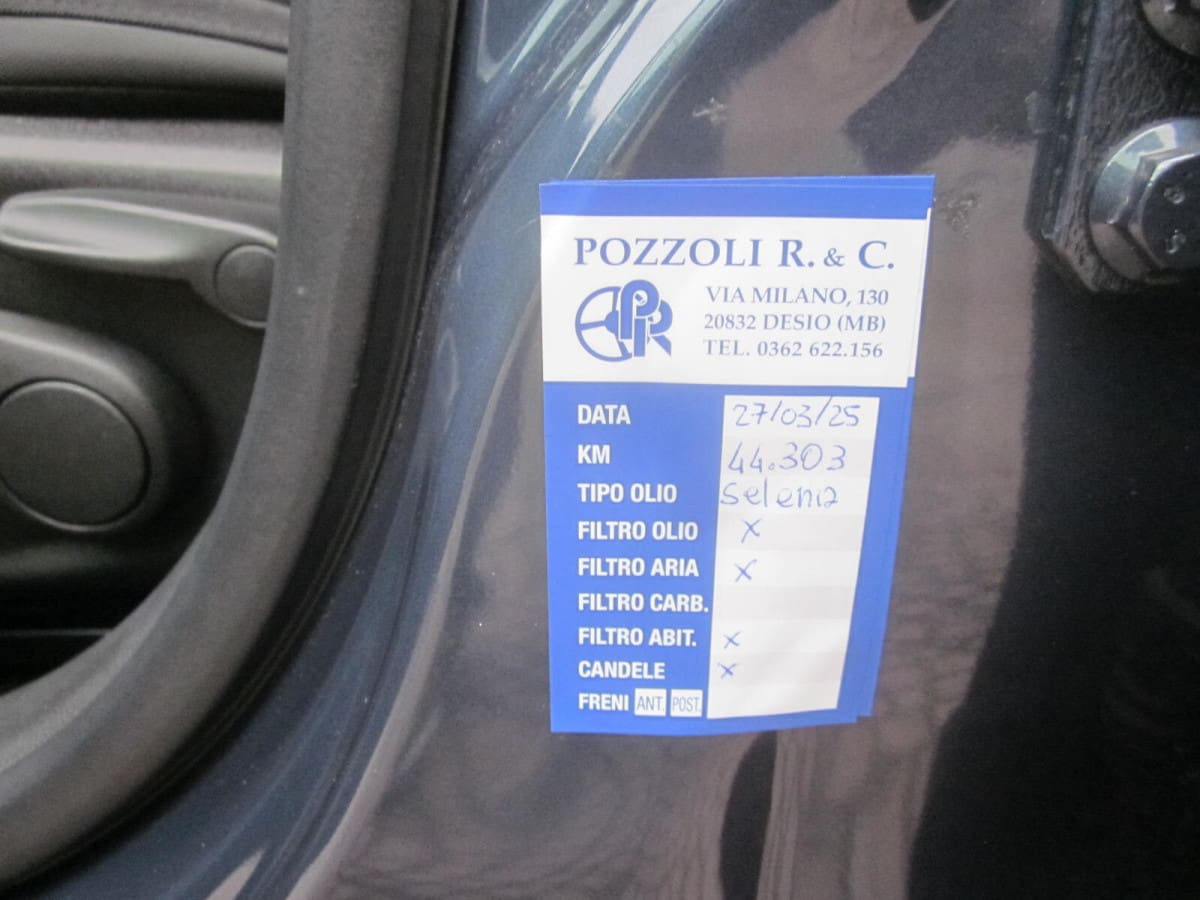 POZZOLI R. & C.
PR
VIA MILANO, 130
20832 DESIO (MB)
TEL. 0362 622.156
DATA 27/03/25
KM 44.303
TIPO OLIO Selenia
FILTRO OLIO X
FILTRO ARIA X
FILTRO CARB.
FILTRO ABIT. X
CANDELE X
FRENI ANT. POST.